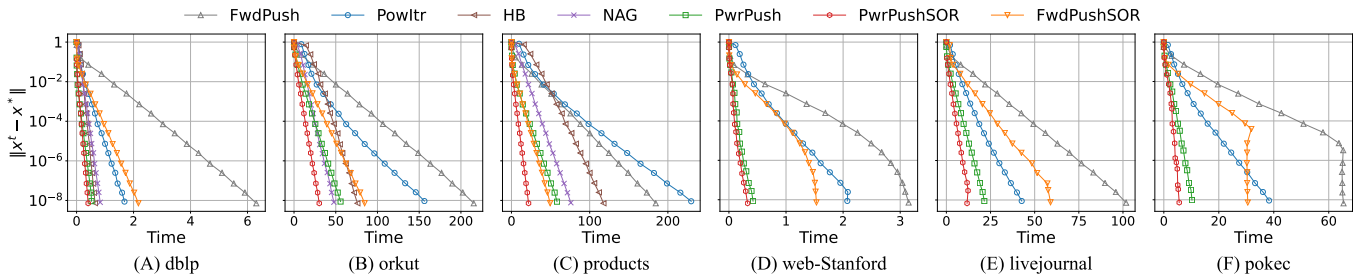 FwdPush PowItr HB NAG PwrPush PwrPushSOR FwdPushSOR
‖x^t − x^*‖
1
10^−2
10^−4
10^−6
10^−8
0 2 4 6
Time
(A) dblp
0 50 100 150 200
Time
(B) orkut
0 50 100 150 200
Time
(C) products
0 1 2 3
Time
(D) web-Stanford
0 25 50 75 100
Time
(E) livejournal
0 20 40 60
Time
(F) pokec